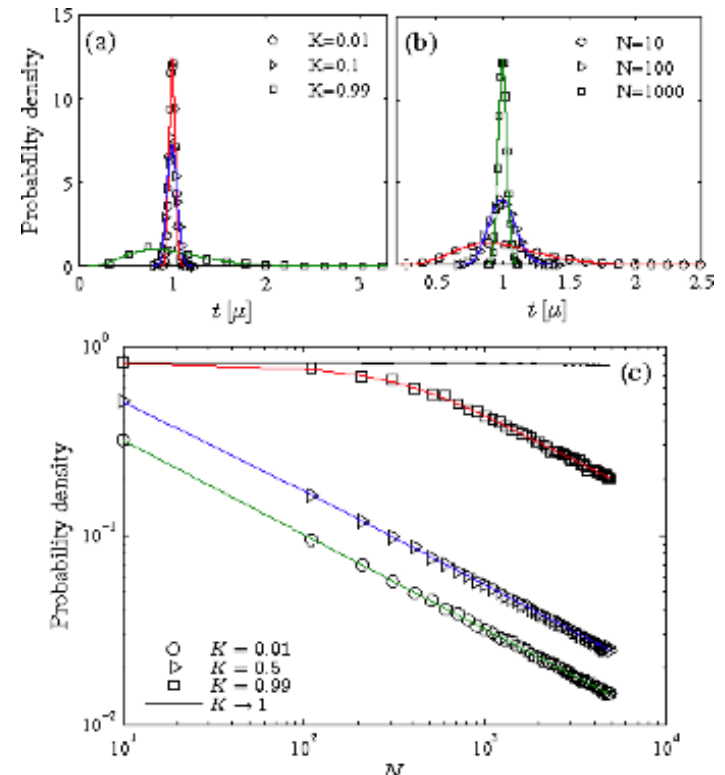 (a)
K=0.01
K=0.1
K=0.99
15
10
5
0
0
1
2
3
Probability density
t [μ]
(b)
N=10
N=100
N=1000
0.5
1
1.5
2
2.5
t [μ]
(c)
10⁰
10⁻¹
10⁻²
Probability density
K = 0.01
K = 0.5
K = 0.99
K → 1
10¹
10²
10³
10⁴
N